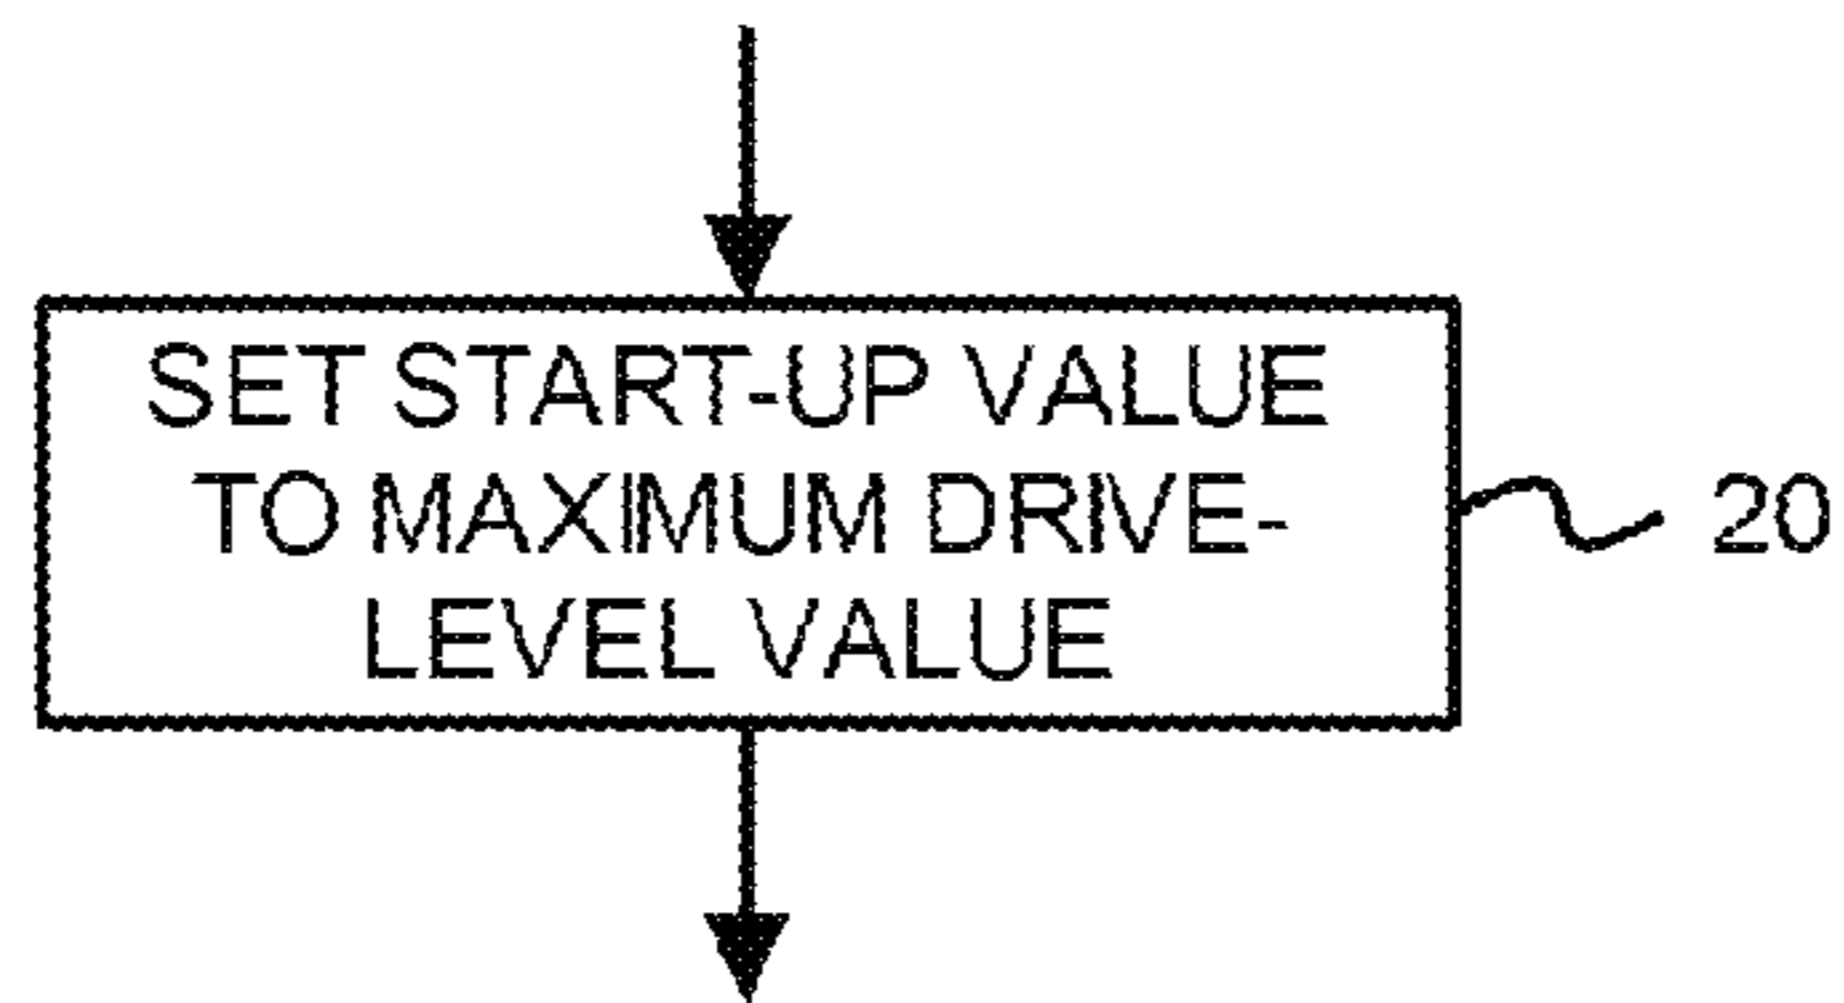 SET START-UP VALUE
TO MAXIMUM DRIVE-
LEVEL VALUE
20